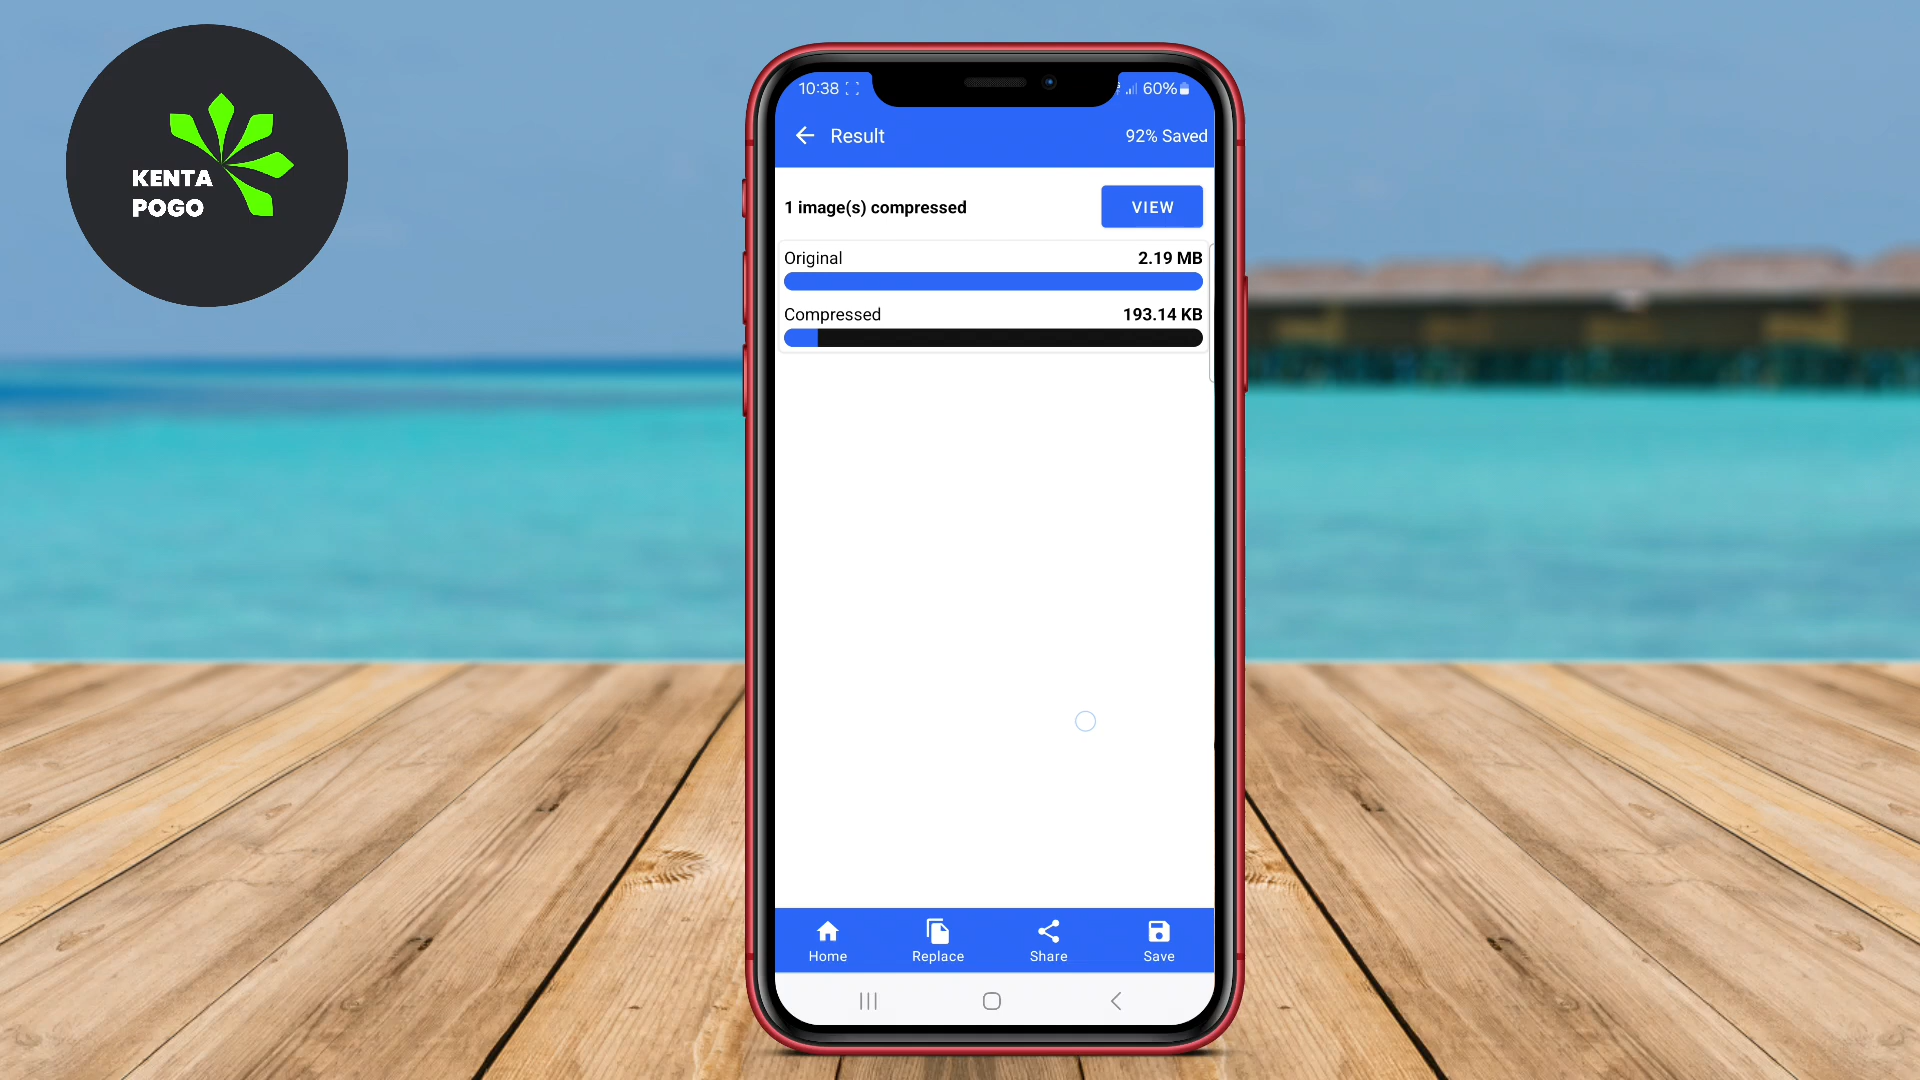 KENTA
POGO
10:38
60%
Result
92% Saved
1 image(s) compressed
VIEW
Original
2.19 MB
Compressed
193.14 KB
Home
Replace
Share
Save